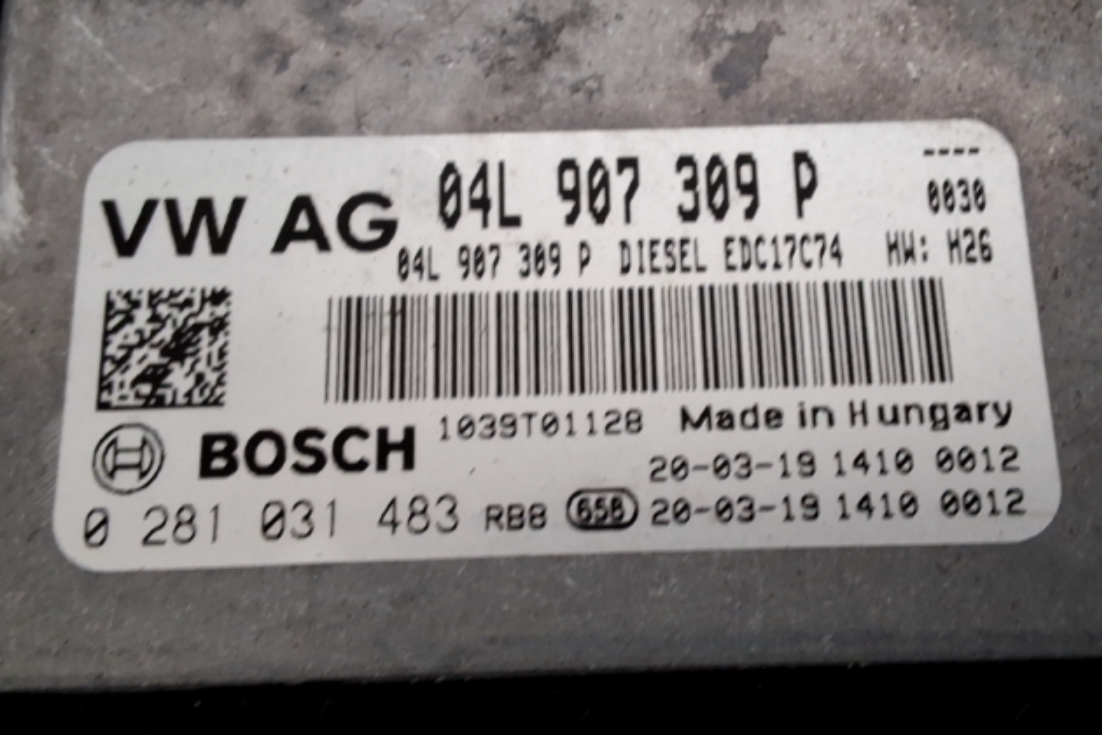 VW AG 04L 907 309 P ----
0030
04L 907 309 P DIESEL EDC17C74 HW: H26
BOSCH 1039T01128 Made in Hungary
20-03-19 1410 0012
0 281 031 483 RB8 658 20-03-19 1410 0012